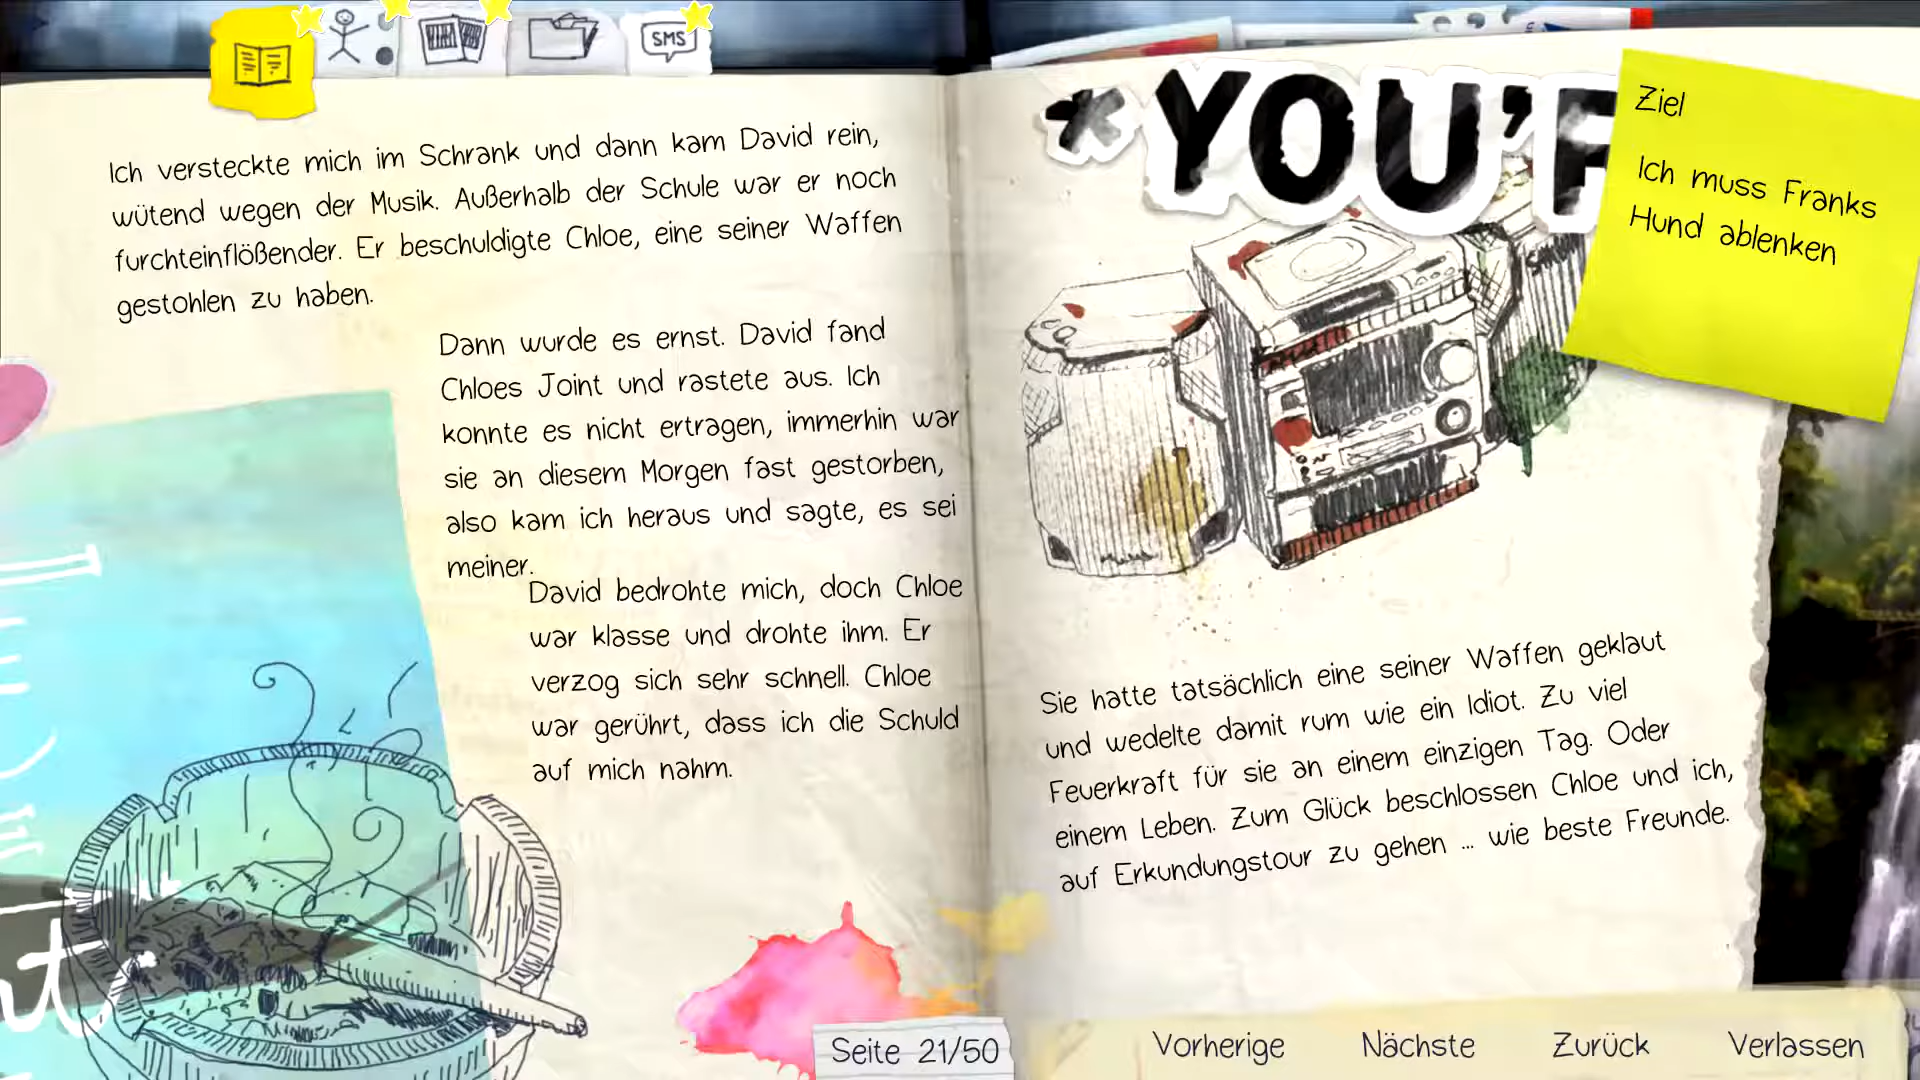 SMS
Ich versteckte mich im Schrank und dann kam David rein,
wütend wegen der Musik. Außerhalb der Schule war er noch
furchteinflößender. Er beschuldigte Chloe, eine seiner Waffen
gestohlen zu haben.
Dann wurde es ernst. David fand
Chloes Joint und rastete aus. Ich
konnte es nicht ertragen, immerhin war
sie an diesem Morgen fast gestorben,
also kam ich heraus und sagte, es sei
meiner.
David bedrohte mich, doch Chloe
war klasse und drohte ihm. Er
verzog sich sehr schnell. Chloe
war gerührt, dass ich die Schuld
auf mich nahm.
*YOU'R
Ziel
Ich muss Franks
Hund ablenken
Sie hatte tatsächlich eine seiner Waffen geklaut
und wedelte damit rum wie ein Idiot. Zu viel
Feuerkraft für sie an einem einzigen Tag. Oder
einem Leben. Zum Glück beschlossen Chloe und ich,
auf Erkundungstour zu gehen ... wie beste Freunde.
Seite 21/50
Vorherige
Nächste
Zurück
Verlassen